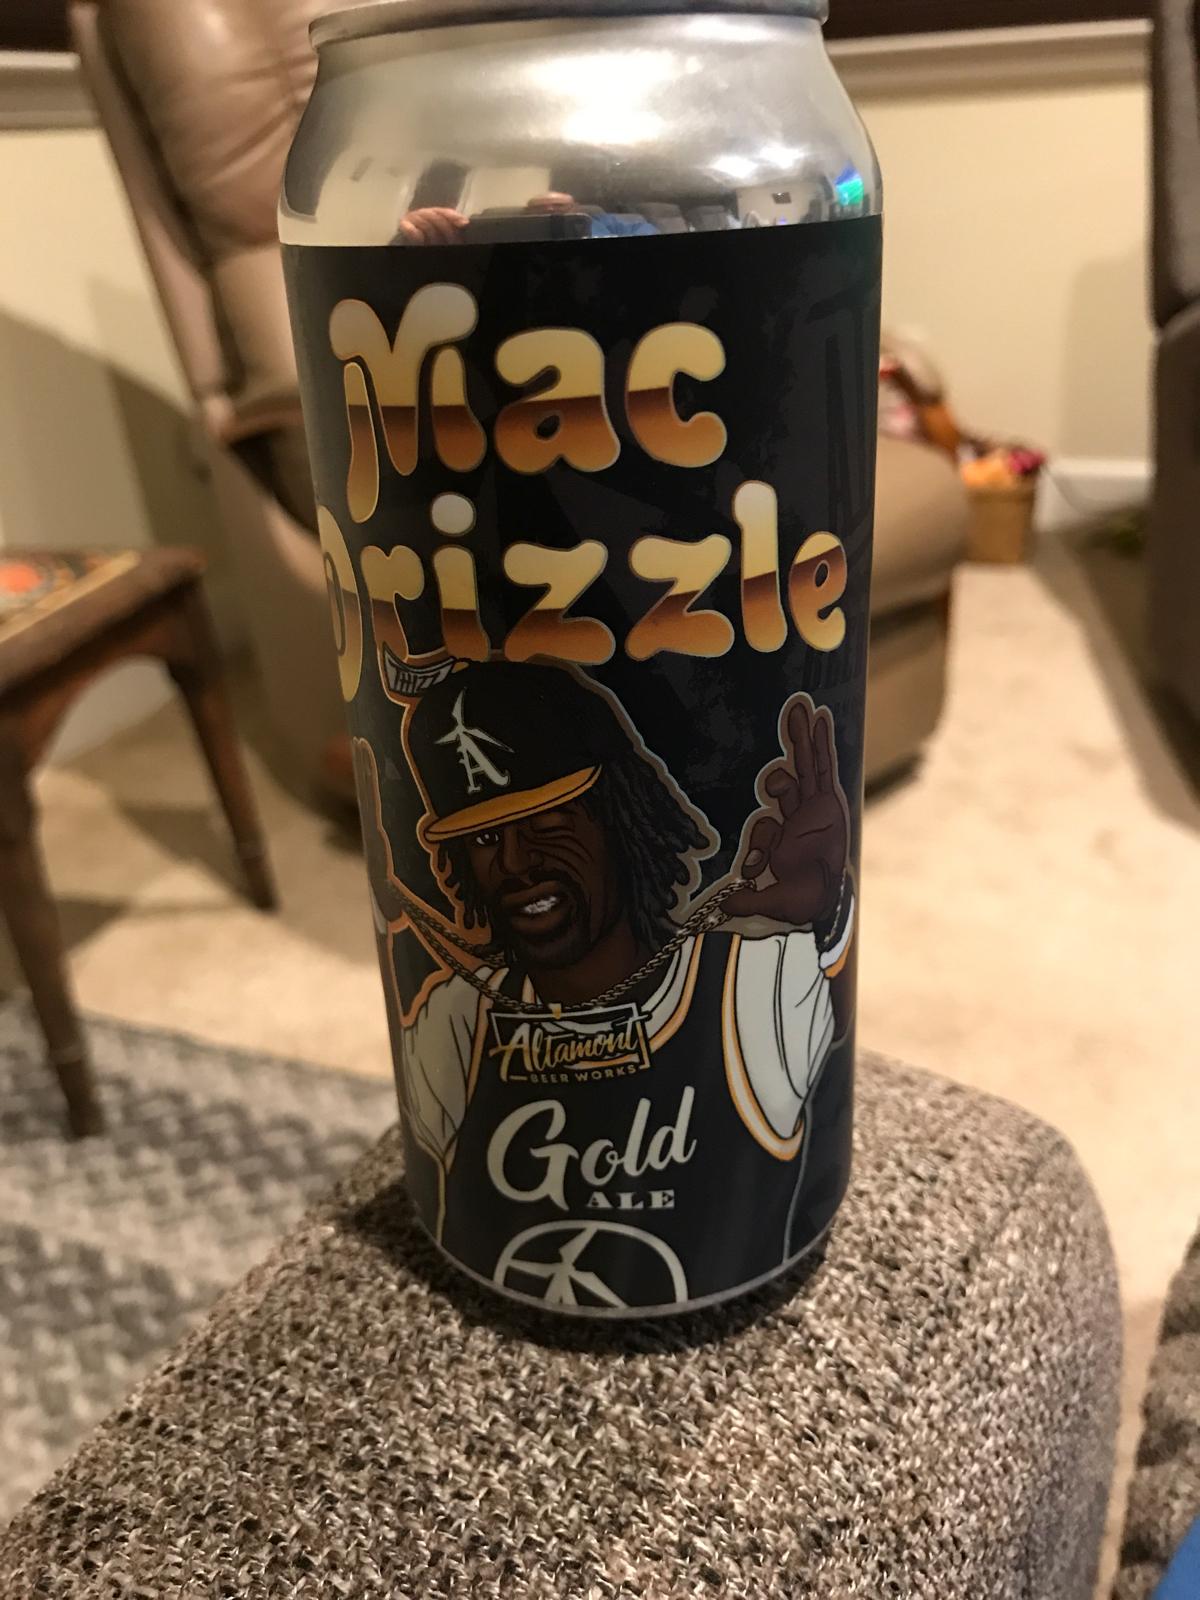 Mac
Drizzle
A
Altamont
BEER WORKS
Gold
ALE